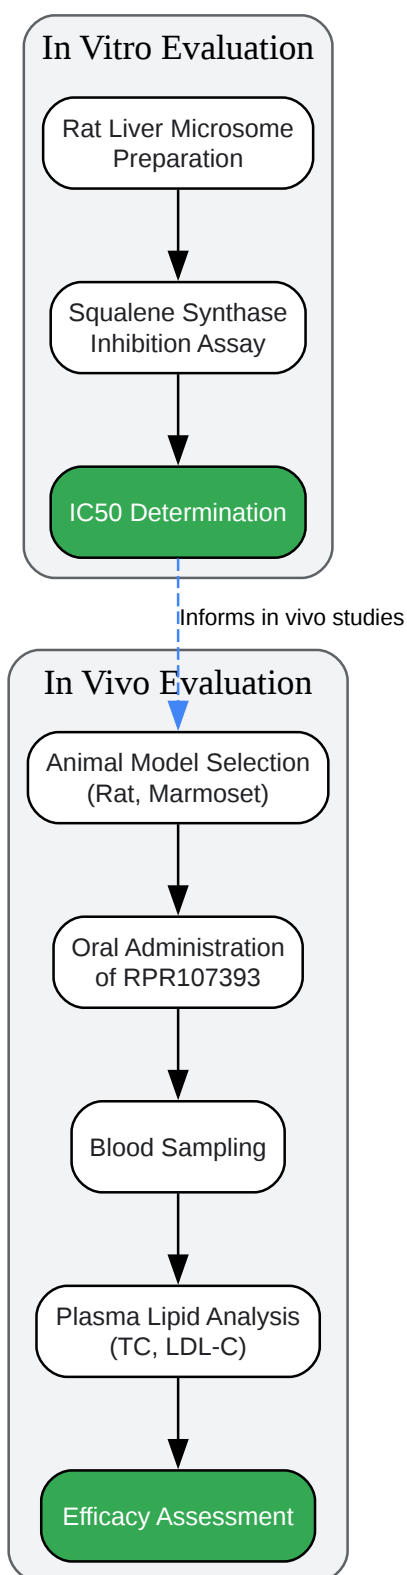 In Vitro Evaluation
Rat Liver Microsome
Preparation
Squalene Synthase
Inhibition Assay
IC50 Determination
Informs in vivo studies
In Vivo Evaluation
Animal Model Selection
(Rat, Marmoset)
Oral Administration
of RPR107393
Blood Sampling
Plasma Lipid Analysis
(TC, LDL-C)
Efficacy Assessment